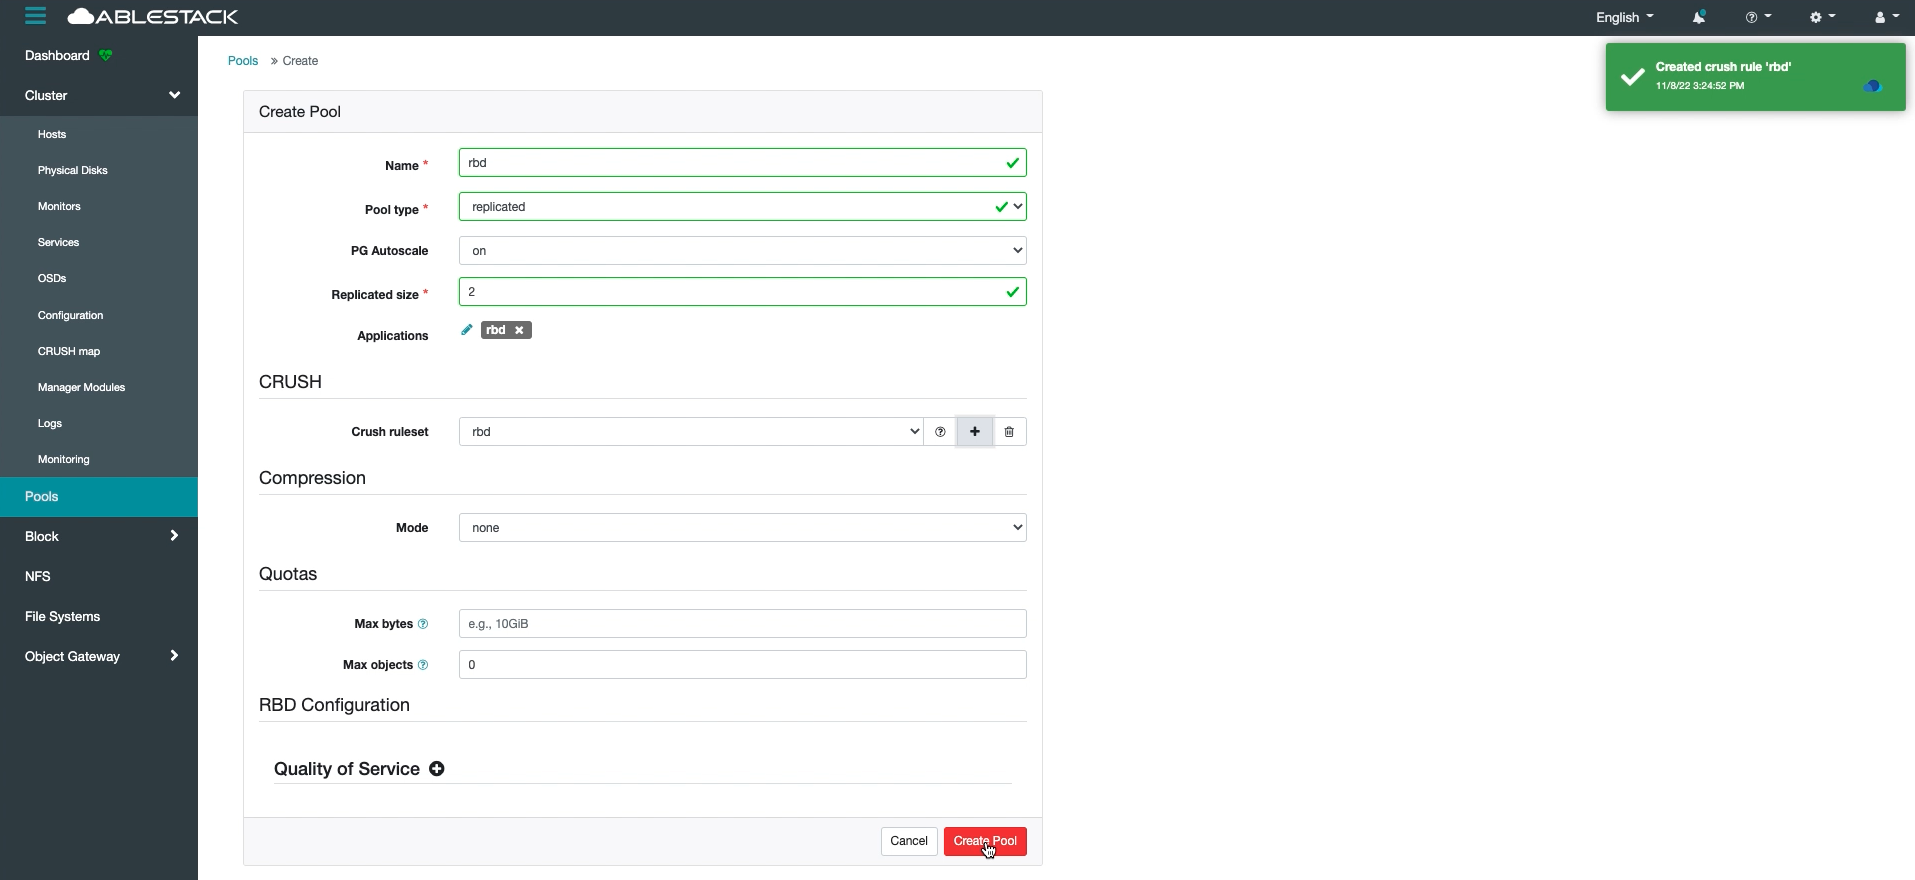 ABLESTACK
English
Dashboard
Cluster
Hosts
Physical Disks
Monitors
Services
OSDs
Configuration
CRUSH map
Manager Modules
Logs
Monitoring
Pools
Block
NFS
File Systems
Object Gateway
Pools » Create
Created crush rule 'rbd'
11/8/22 3:24:52 PM
Create Pool
Name * rbd
Pool type * replicated
PG Autoscale on
Replicated size * 2
Applications rbd
CRUSH
Crush ruleset rbd
Compression
Mode none
Quotas
Max bytes e.g., 10GiB
Max objects 0
RBD Configuration
Quality of Service
Cancel Create Pool